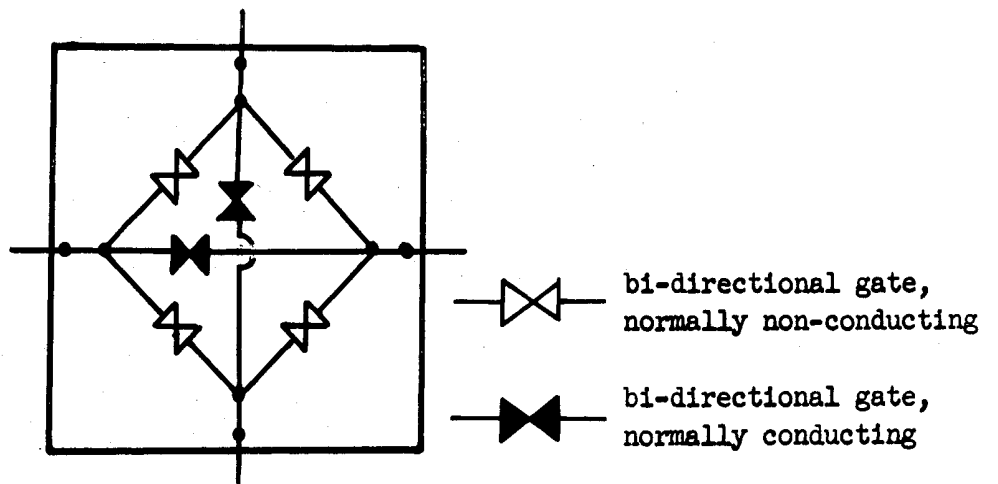 bi-directional gate,
normally non-conducting
bi-directional gate,
normally conducting